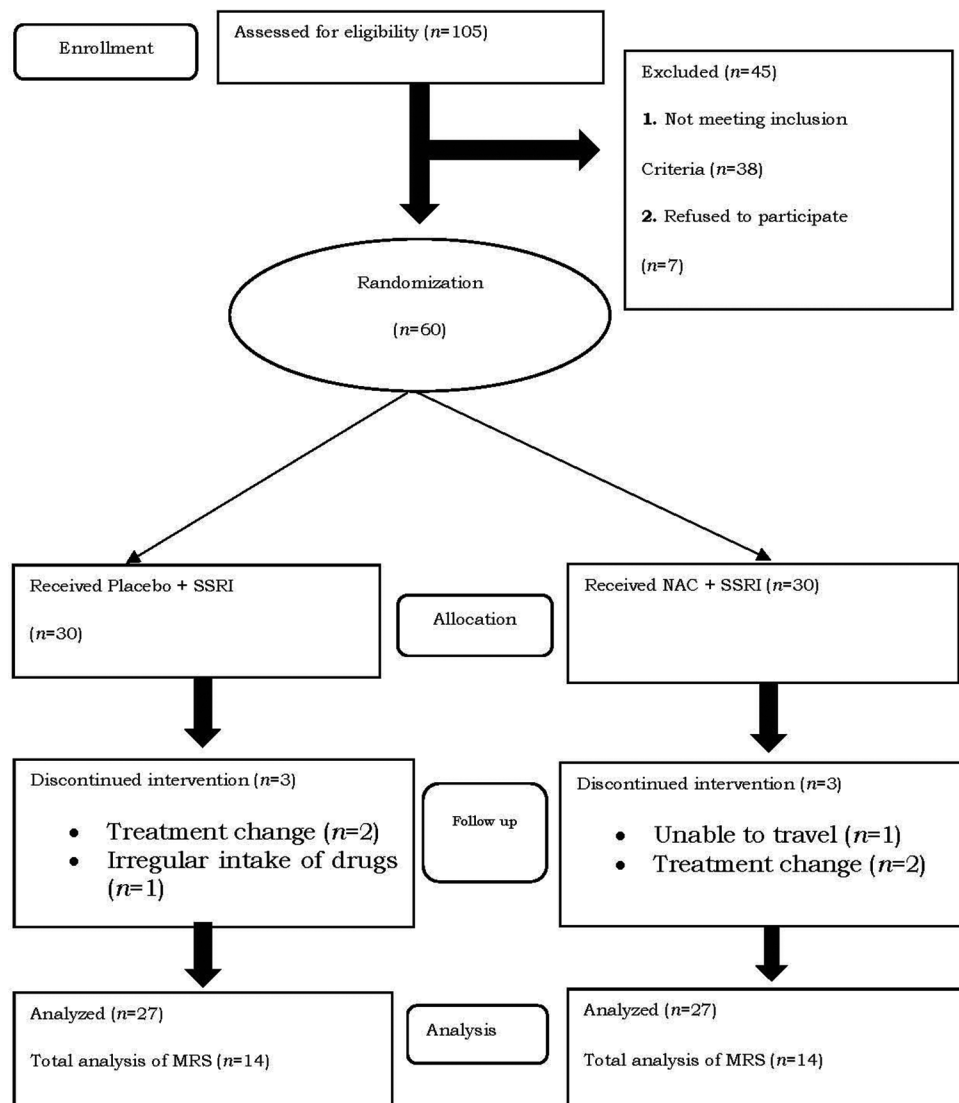 Enrollment
Assessed for eligibility (n=105)
Excluded (n=45)
1. Not meeting inclusion
Criteria (n=38)
2. Refused to participate
(n=7)
Randomization
(n=60)
Received Placebo + SSRI
(n=30)
Allocation
Received NAC + SSRI (n=30)
Discontinued intervention (n=3)
• Treatment change (n=2)
• Irregular intake of drugs
(n=1)
Follow up
Discontinued intervention (n=3)
• Unable to travel (n=1)
• Treatment change (n=2)
Analyzed (n=27)
Total analysis of MRS (n=14)
Analysis
Analyzed (n=27)
Total analysis of MRS (n=14)